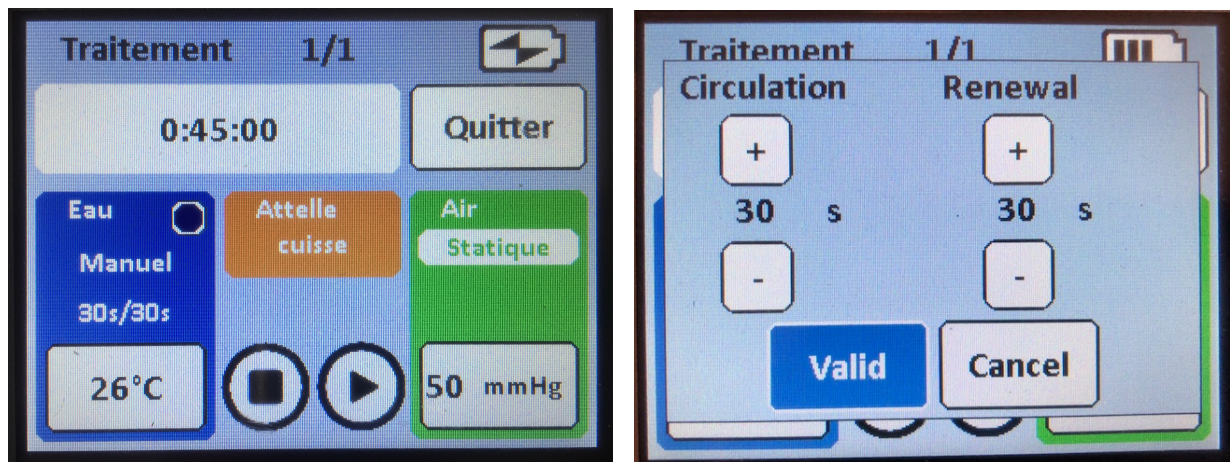 Traitement 1/1
0:45:00
Quitter
Eau
Manuel
30s/30s
26°C
Attelle
cuisse
Air
Statique
50 mmHg
Traitement 1/1
Circulation Renewal
+ +
30 s 30 s
- -
Valid Cancel